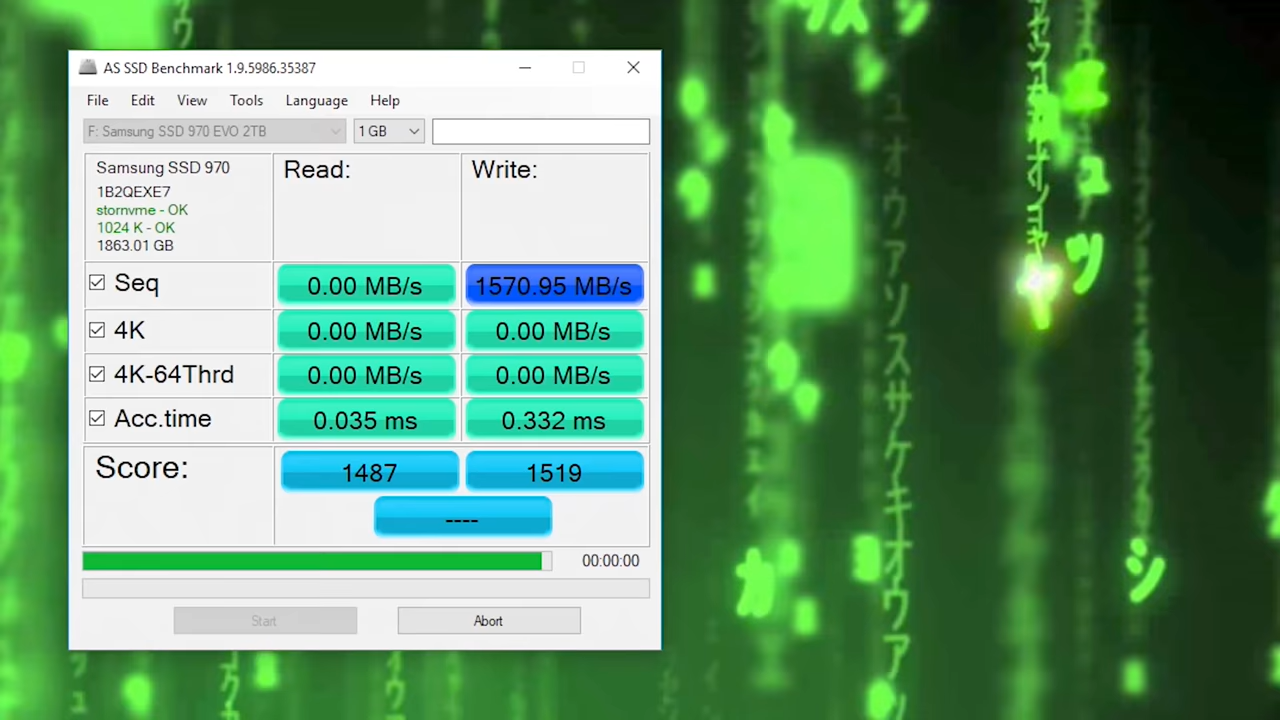 AS SSD Benchmark 1.9.5986.35387
File Edit View Tools Language Help
F: Samsung SSD 970 EVO 2TB 1 GB
Samsung SSD 970
1B2QEXE7
stornvme - OK
1024 K - OK
1863.01 GB
Read: Write:
Seq 0.00 MB/s 1570.95 MB/s
4K 0.00 MB/s 0.00 MB/s
4K-64Thrd 0.00 MB/s 0.00 MB/s
Acc.time 0.035 ms 0.332 ms
Score: 1487 1519
----
00:00:00
Start Abort